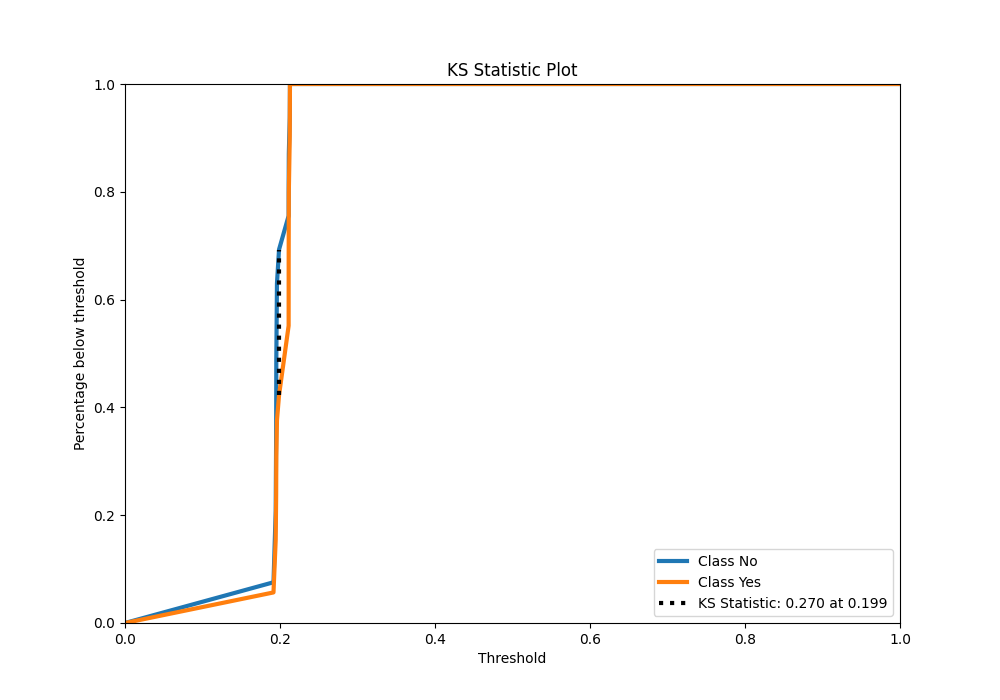 KS Statistic Plot
1.0
0.8
0.6
0.4
0.2
0.0
Percentage below threshold
0.0 0.2 0.4 0.6 0.8 1.0
Threshold
Class No
Class Yes
KS Statistic: 0.270 at 0.199